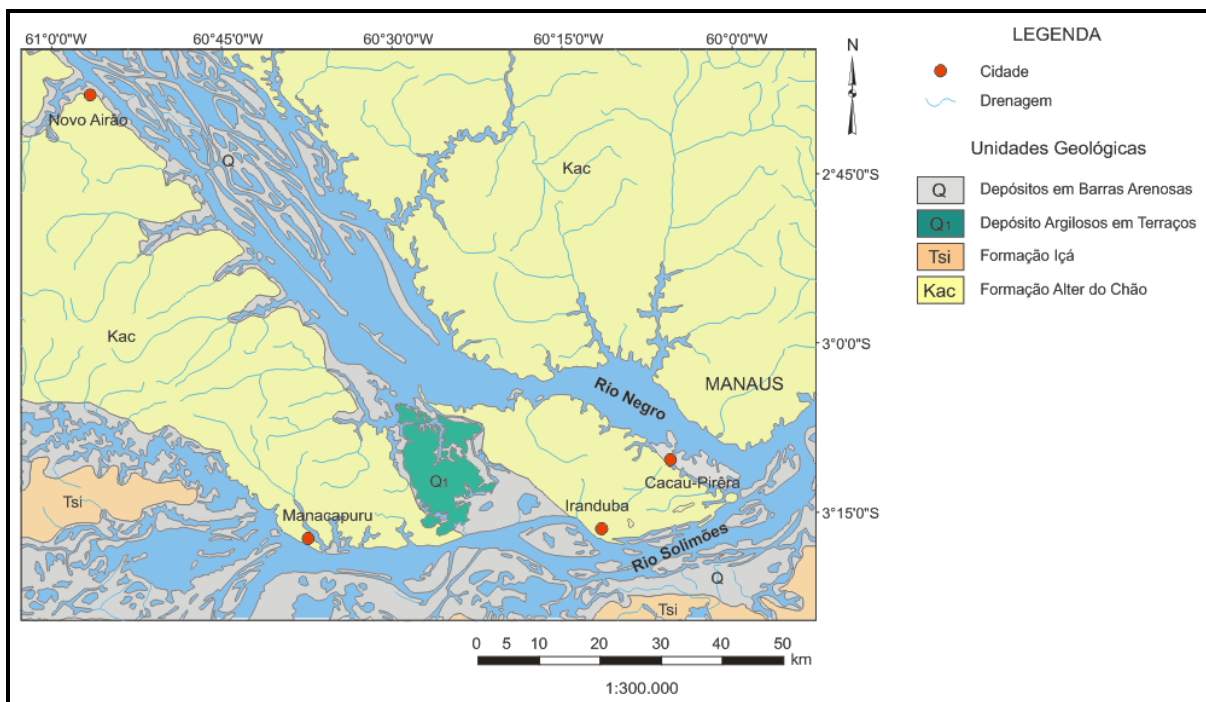 61°0'0"W 60°45'0"W 60°30'0"W 60°15'0"W 60°0'0"W
N
LEGENDA
Cidade
Drenagem
Unidades Geológicas
Q Depósitos em Barras Arenosas
Q1 Depósito Argilosos em Terraços
Tsi Formação Içá
Kac Formação Alter do Chão
Novo Airão
Q
Kac
2°45'0"S
Kac
3°0'0"S
Rio Negro
MANAUS
Q1
Tsi
Manacapuru
Iranduba
Cacau-Pirêra
3°15'0"S
Rio Solimões
Q
Tsi
0 5 10 20 30 40 50
km
1:300.000